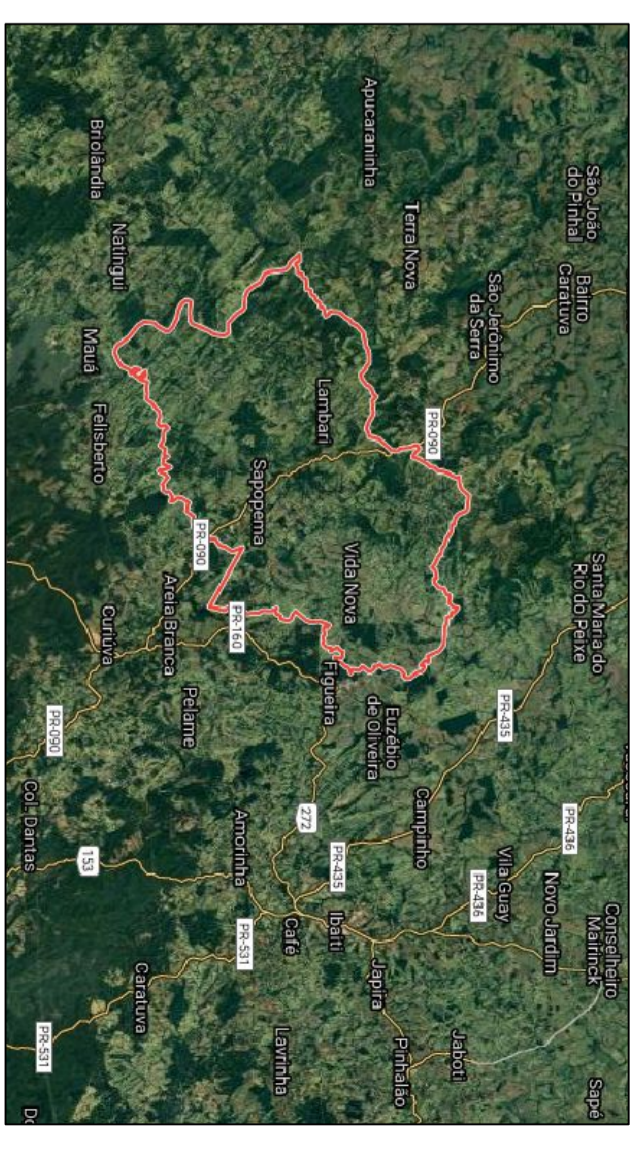 São João
do Pinhal
Santa Maria do
Rio do Peixe
Conselheiro
Mairinck
Sapé
Bairro
Caratuva
PR-436
Novo Jardim
São Jerônimo
da Serra
PR-435
Vila Guay
PR-436
Jaboti
Terra Nova
PR-090
Campinho
Pinhalão
Apucaraninha
Euzébio
de Oliveira
Japira
Vida Nova
Lambari
Figueira
PR-435
Ibaiti
272
Café
Lavrinha
Sapopema
PR-160
Amorinha
PR-531
PR-090
Pelame
Areia Branca
Caratuva
Natingui
Curiúva
Briolândia
Mauá
Felisberto
153
PR-090
PR-531
Col. Dantas
Do